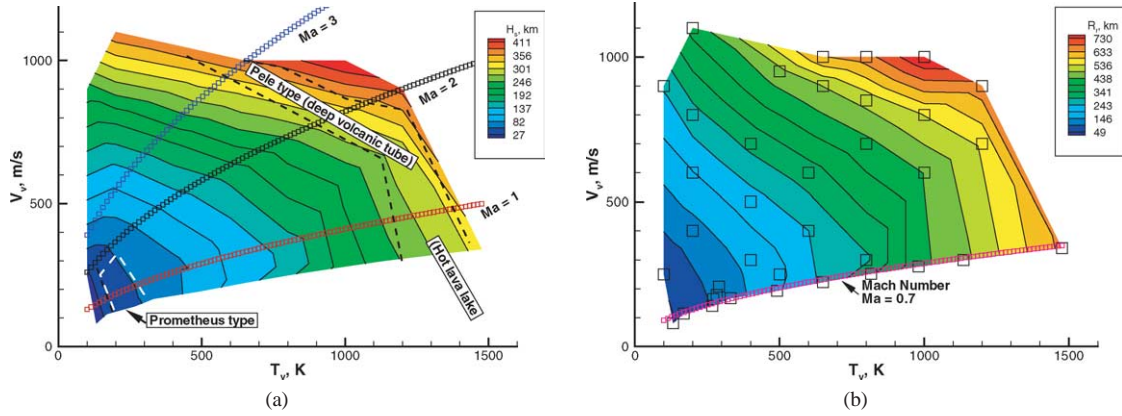 H_s, km
411
356
301
246
192
137
82
27
Ma = 3
Ma = 2
Ma = 1
Pele type (deep volcanic tube)
(Hot lava lake
Prometheus type
V_v, m/s
1000
500
0
0
500
1000
1500
T_v, K
(a)
R_r, km
730
633
536
438
341
243
146
49
Mach Number
Ma = 0.7
V_v, m/s
1000
500
0
0
500
1000
1500
T_v, K
(b)